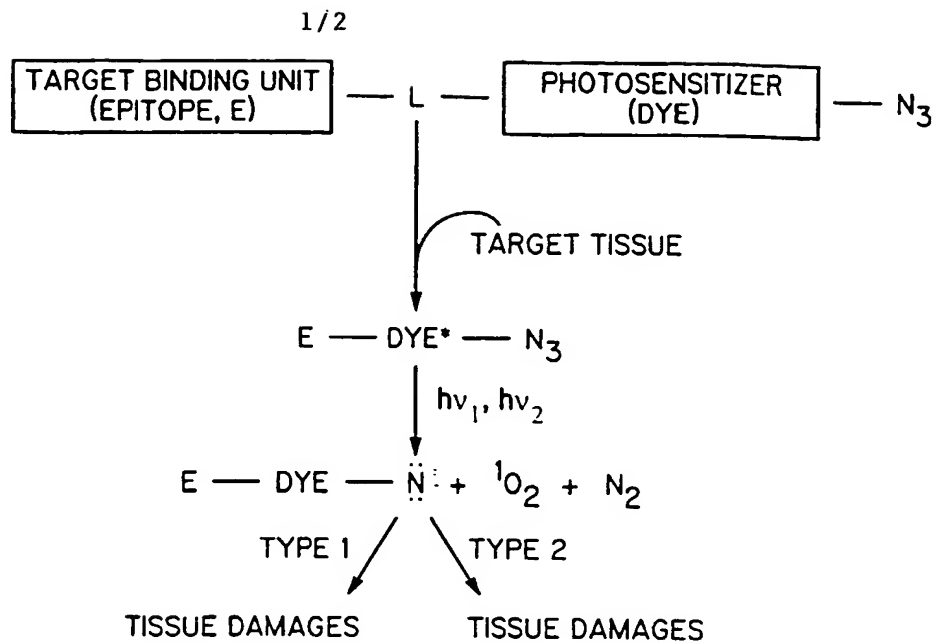 1/2
TARGET BINDING UNIT
(EPITOPE, E)
— L —
PHOTOSENSITIZER
(DYE)
— N₃
TARGET TISSUE
E — DYE* — N₃
hν₁, hν₂
E — DYE — N + ¹O₂ + N₂
TYPE 1
TYPE 2
TISSUE DAMAGES
TISSUE DAMAGES